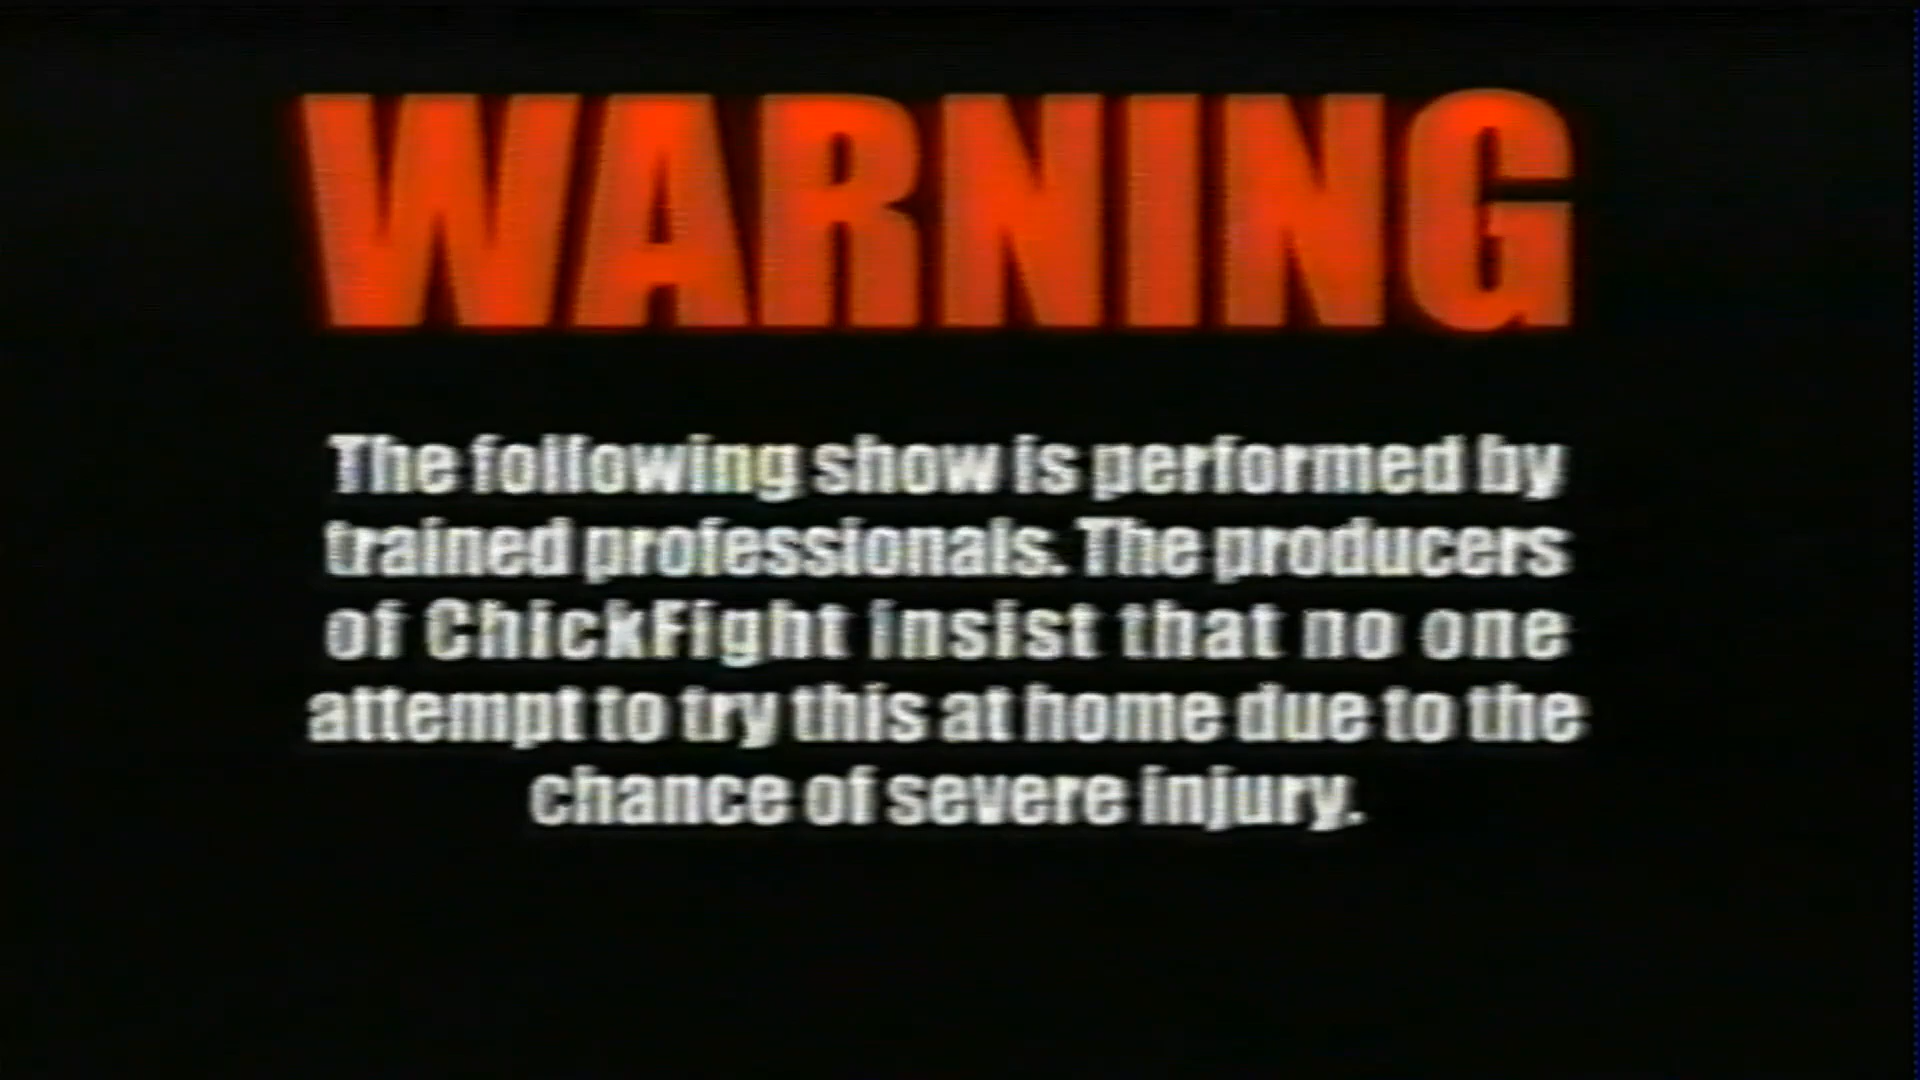 WARNING
The following show is performed by
trained professionals. The producers
of ChickFight insist that no one
attempt to try this at home due to the
chance of severe injury.